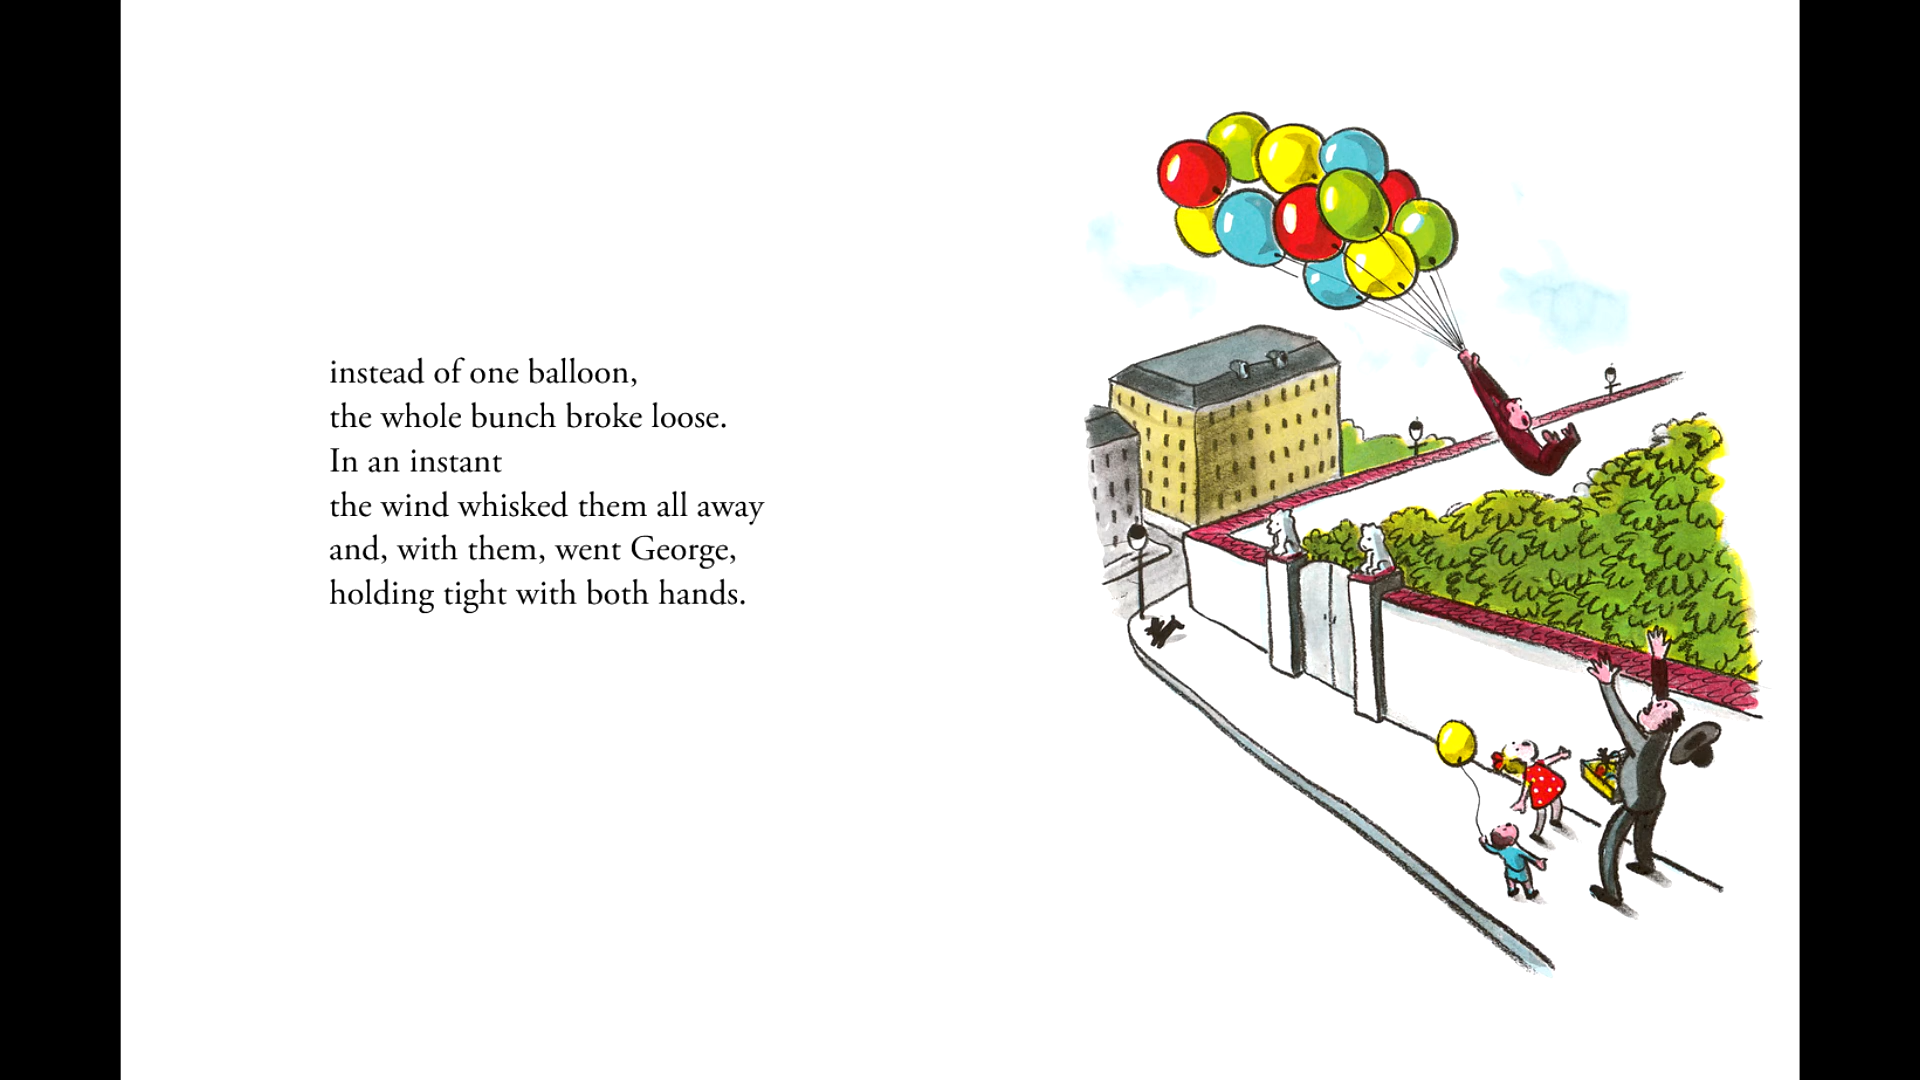 instead of one balloon,
the whole bunch broke loose.
In an instant
the wind whisked them all away
and, with them, went George,
holding tight with both hands.